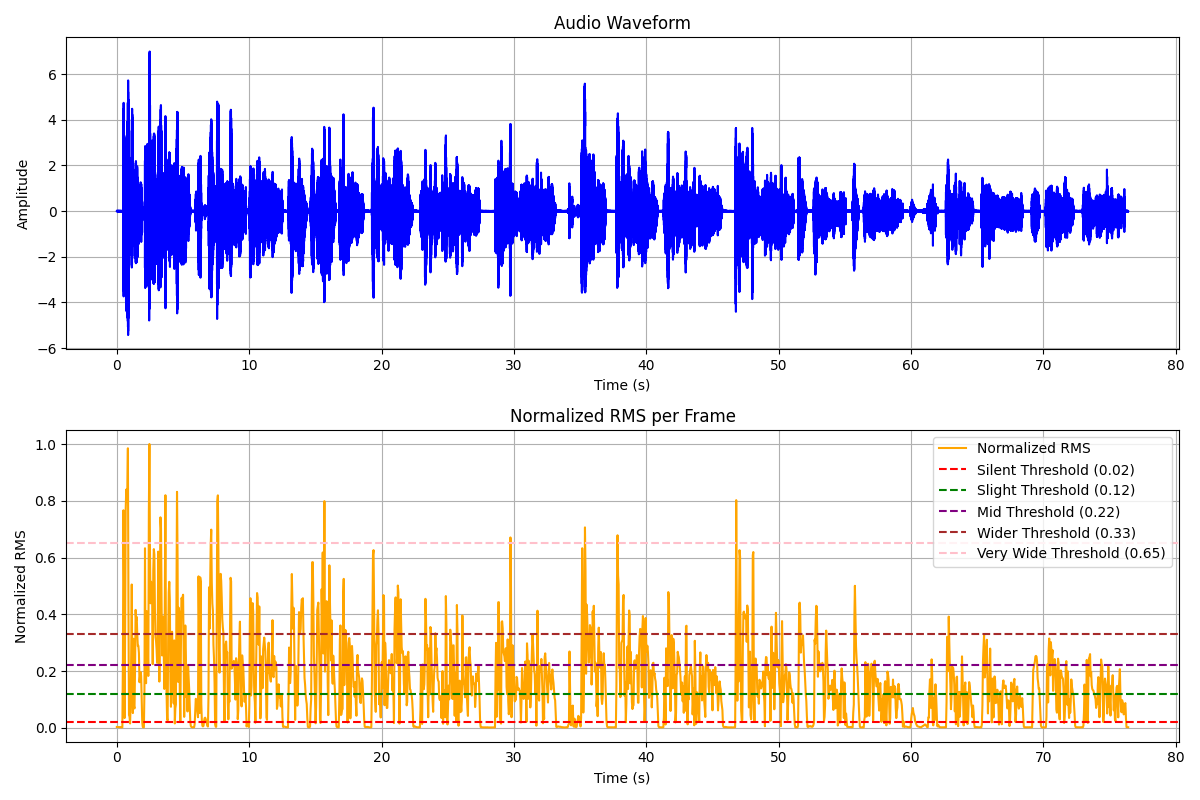 Audio Waveform
6
4
2
0
−2
−4
−6
Amplitude
0 10 20 30 40 50 60 70 80
Time (s)
Normalized RMS per Frame
1.0
0.8
0.6
0.4
0.2
0.0
Normalized RMS
Normalized RMS
Silent Threshold (0.02)
Slight Threshold (0.12)
Mid Threshold (0.22)
Wider Threshold (0.33)
Very Wide Threshold (0.65)
0 10 20 30 40 50 60 70 80
Time (s)